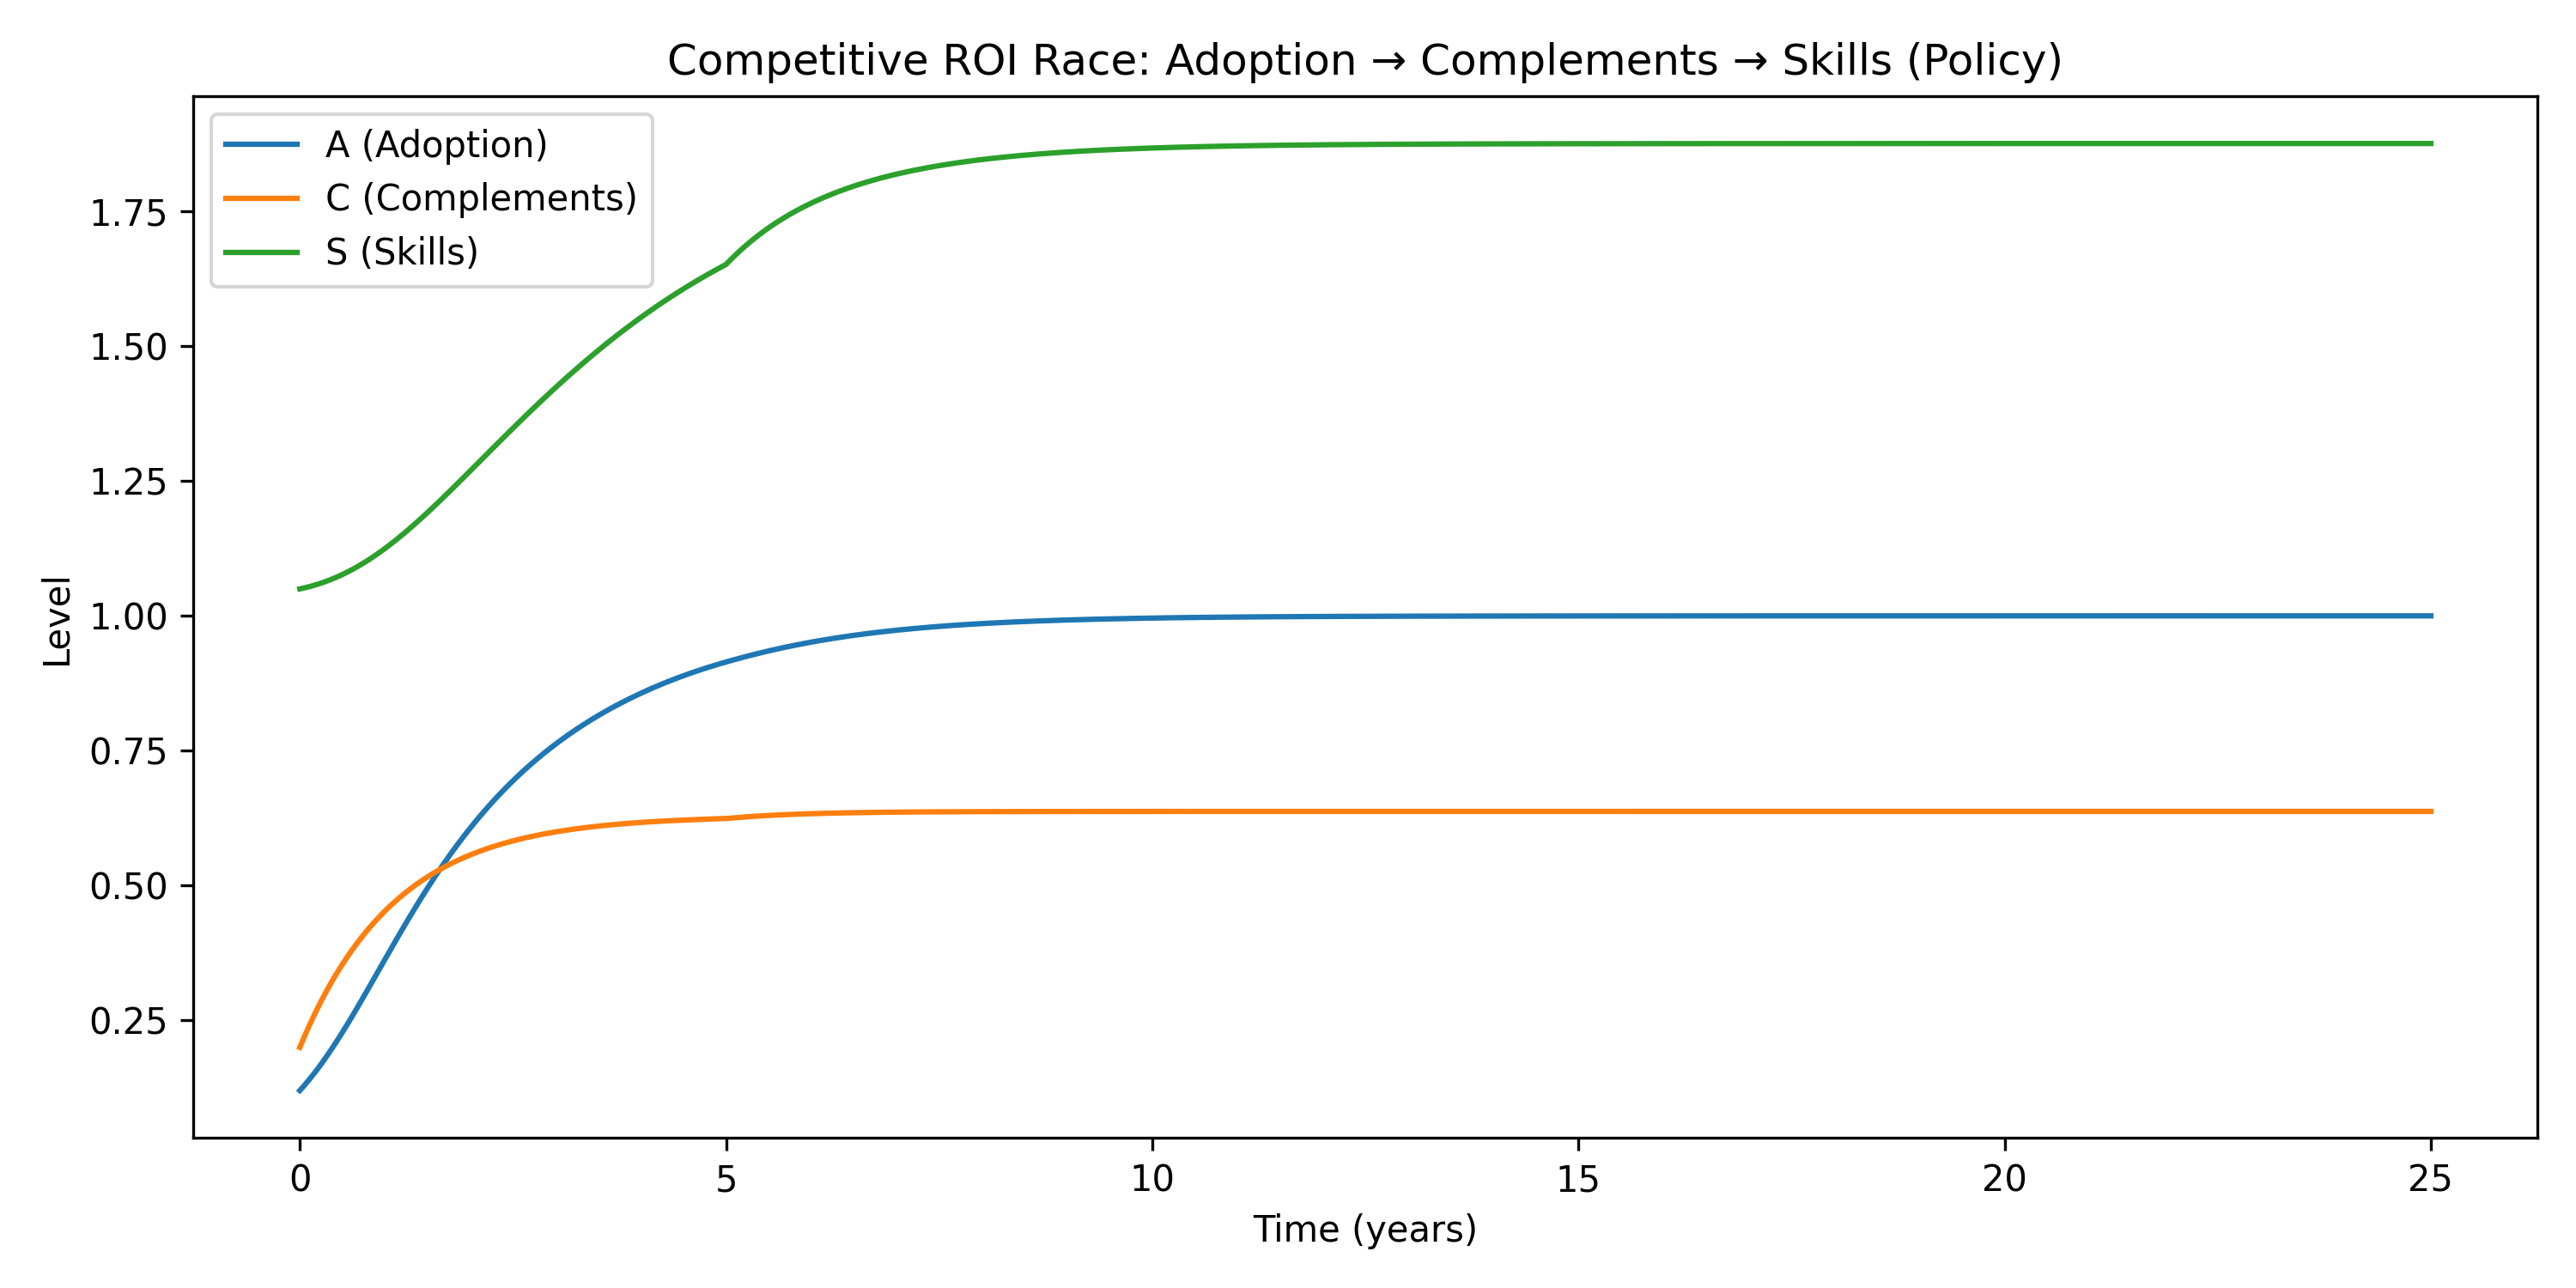 Competitive ROI Race: Adoption → Complements → Skills (Policy)
A (Adoption)
C (Complements)
S (Skills)
Level
1.75
1.50
1.25
1.00
0.75
0.50
0.25
0 5 10 15 20 25
Time (years)